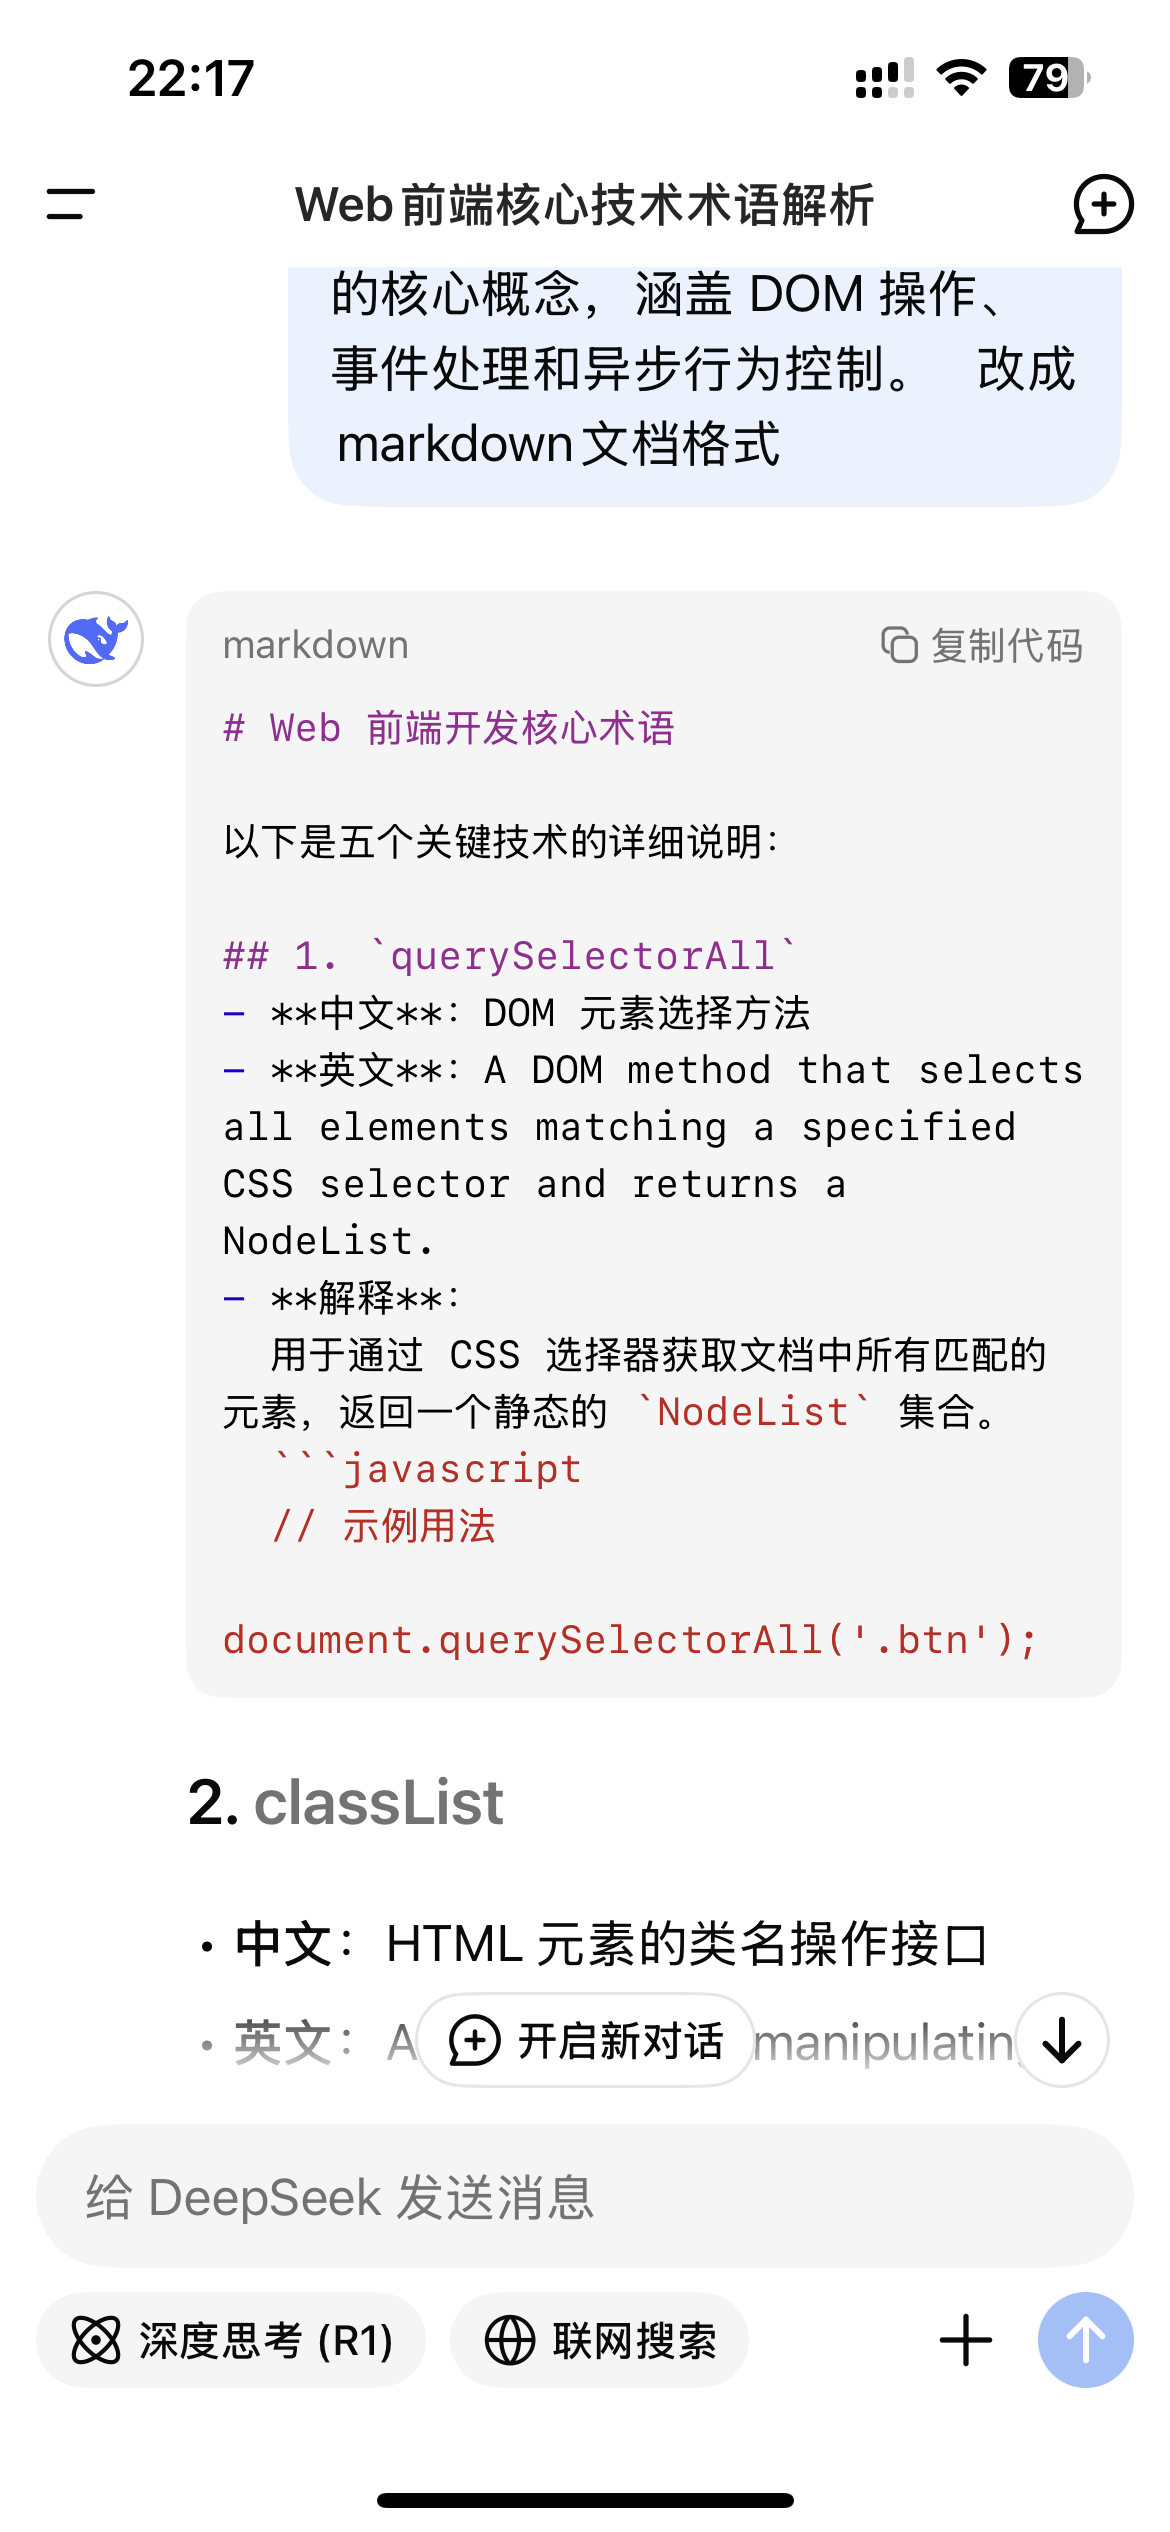 22:17
79
Web前端核心技术术语解析
的核心概念，涵盖 DOM 操作、
事件处理和异步行为控制。 改成
markdown文档格式
markdown
复制代码
# Web 前端开发核心术语
以下是五个关键技术的详细说明：
## 1. `querySelectorAll`
- **中文**：DOM 元素选择方法
- **英文**：A DOM method that selects
all elements matching a specified
CSS selector and returns a
NodeList.
- **解释**：
用于通过 CSS 选择器获取文档中所有匹配的
元素，返回一个静态的 `NodeList` 集合。
```javascript
// 示例用法
document.querySelectorAll('.btn');
2. classList
• 中文：HTML 元素的类名操作接口
• 英文：A
开启新对话
给 DeepSeek 发送消息
深度思考 (R1)
联网搜索